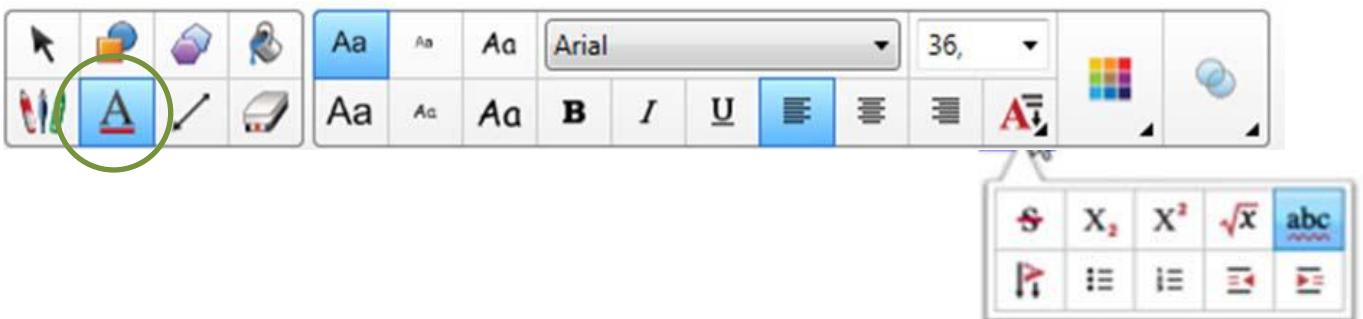 Aa Aa Aa Arial 36,
A Aa Aa Aa B I U A
S X₂ X² √x abc